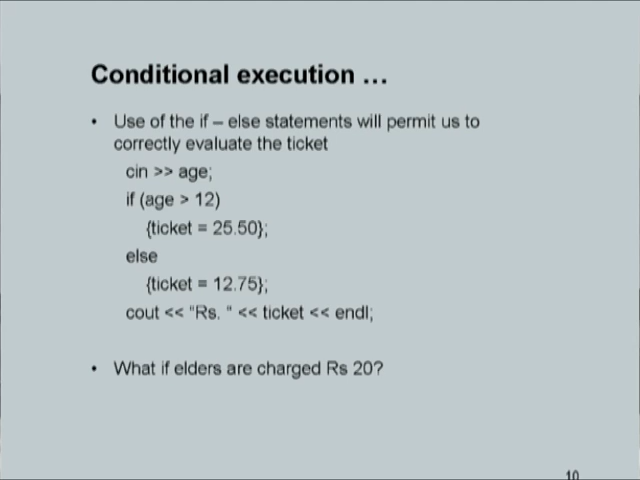 Conditional execution …
• Use of the if – else statements will permit us to
correctly evaluate the ticket
cin >> age;
if (age > 12)
{ticket = 25.50};
else
{ticket = 12.75};
cout << "Rs. " << ticket << endl;
• What if elders are charged Rs 20?
10